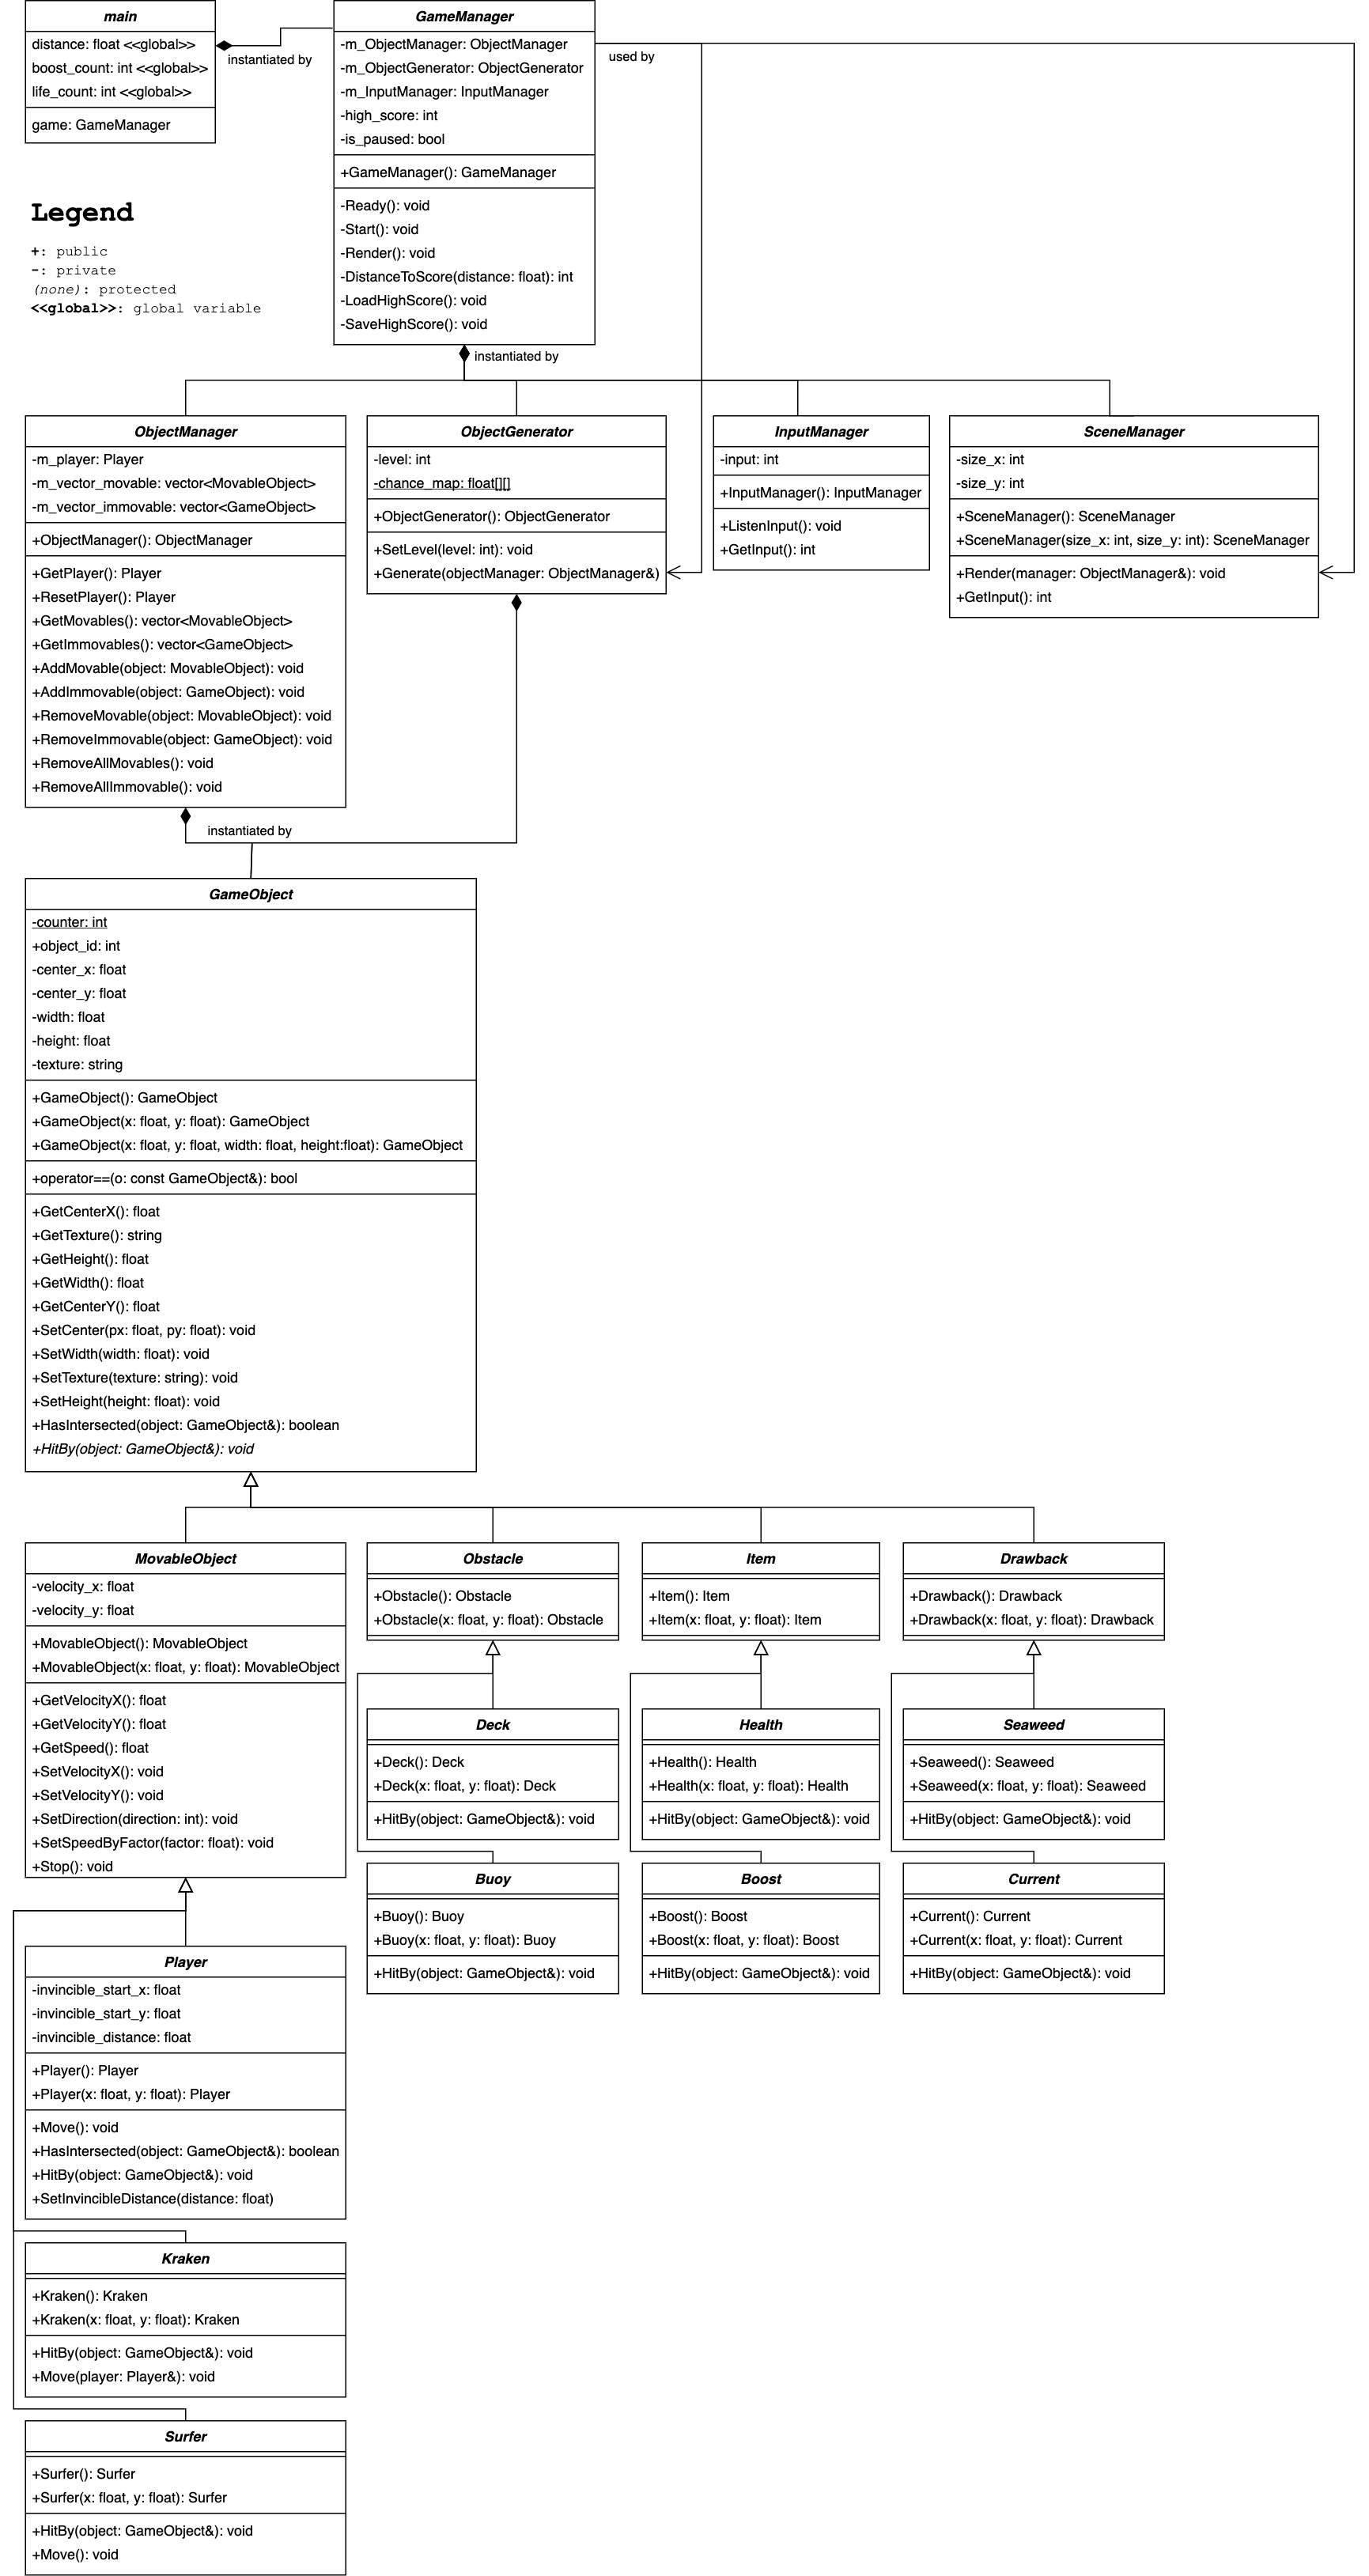 main
distance: float <<global>>
boost_count: int <<global>>
life_count: int <<global>>
game: GameManager
instantiated by
GameManager
-m_ObjectManager: ObjectManager
-m_ObjectGenerator: ObjectGenerator
-m_InputManager: InputManager
-high_score: int
-is_paused: bool
+GameManager(): GameManager
-Ready(): void
-Start(): void
-Render(): void
-DistanceToScore(distance: float): int
-LoadHighScore(): void
-SaveHighScore(): void
used by
Legend
+: public
-: private
(none): protected
<<global>>: global variable
instantiated by
ObjectManager
-m_player: Player
-m_vector_movable: vector<MovableObject>
-m_vector_immovable: vector<GameObject>
+ObjectManager(): ObjectManager
+GetPlayer(): Player
+ResetPlayer(): Player
+GetMovables(): vector<MovableObject>
+GetImmovables(): vector<GameObject>
+AddMovable(object: MovableObject): void
+AddImmovable(object: GameObject): void
+RemoveMovable(object: MovableObject): void
+RemoveImmovable(object: GameObject): void
+RemoveAllMovables(): void
+RemoveAllImmovable(): void
ObjectGenerator
-level: int
-chance_map: float[][]
+ObjectGenerator(): ObjectGenerator
+SetLevel(level: int): void
+Generate(objectManager: ObjectManager&)
InputManager
-input: int
+InputManager(): InputManager
+ListenInput(): void
+GetInput(): int
SceneManager
-size_x: int
-size_y: int
+SceneManager(): SceneManager
+SceneManager(size_x: int, size_y: int): SceneManager
+Render(manager: ObjectManager&): void
+GetInput(): int
instantiated by
GameObject
-counter: int
+object_id: int
-center_x: float
-center_y: float
-width: float
-height: float
-texture: string
+GameObject(): GameObject
+GameObject(x: float, y: float): GameObject
+GameObject(x: float, y: float, width: float, height:float): GameObject
+operator==(o: const GameObject&): bool
+GetCenterX(): float
+GetTexture(): string
+GetHeight(): float
+GetWidth(): float
+GetCenterY(): float
+SetCenter(px: float, py: float): void
+SetWidth(width: float): void
+SetTexture(texture: string): void
+SetHeight(height: float): void
+HasIntersected(object: GameObject&): boolean
+HitBy(object: GameObject&): void
MovableObject
-velocity_x: float
-velocity_y: float
+MovableObject(): MovableObject
+MovableObject(x: float, y: float): MovableObject
+GetVelocityX(): float
+GetVelocityY(): float
+GetSpeed(): float
+SetVelocityX(): void
+SetVelocityY(): void
+SetDirection(direction: int): void
+SetSpeedByFactor(factor: float): void
+Stop(): void
Obstacle
+Obstacle(): Obstacle
+Obstacle(x: float, y: float): Obstacle
Item
+Item(): Item
+Item(x: float, y: float): Item
Drawback
+Drawback(): Drawback
+Drawback(x: float, y: float): Drawback
Deck
+Deck(): Deck
+Deck(x: float, y: float): Deck
+HitBy(object: GameObject&): void
Health
+Health(): Health
+Health(x: float, y: float): Health
+HitBy(object: GameObject&): void
Seaweed
+Seaweed(): Seaweed
+Seaweed(x: float, y: float): Seaweed
+HitBy(object: GameObject&): void
Buoy
+Buoy(): Buoy
+Buoy(x: float, y: float): Buoy
+HitBy(object: GameObject&): void
Boost
+Boost(): Boost
+Boost(x: float, y: float): Boost
+HitBy(object: GameObject&): void
Current
+Current(): Current
+Current(x: float, y: float): Current
+HitBy(object: GameObject&): void
Player
-invincible_start_x: float
-invincible_start_y: float
-invincible_distance: float
+Player(): Player
+Player(x: float, y: float): Player
+Move(): void
+HasIntersected(object: GameObject&): boolean
+HitBy(object: GameObject&): void
+SetInvincibleDistance(distance: float)
Kraken
+Kraken(): Kraken
+Kraken(x: float, y: float): Kraken
+HitBy(object: GameObject&): void
+Move(player: Player&): void
Surfer
+Surfer(): Surfer
+Surfer(x: float, y: float): Surfer
+HitBy(object: GameObject&): void
+Move(): void